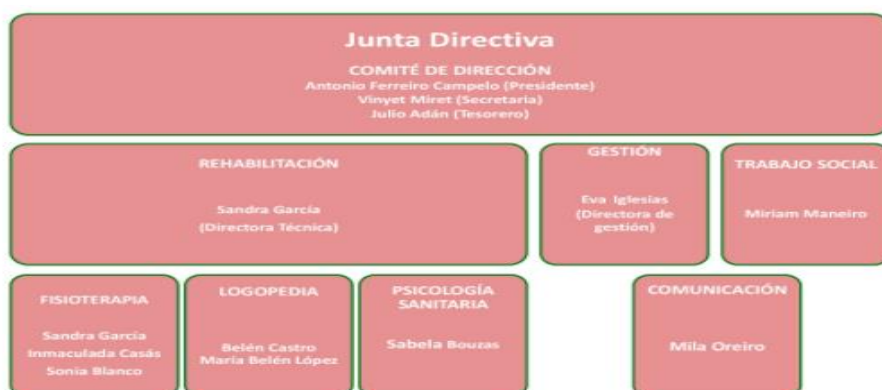 Junta Directiva
COMITÉ DE DIRECCIÓN
Antonio Ferreiro Campelo (Presidente)
Vinyet Miret (Secretaria)
Julio Adán (Tesorero)
REHABILITACIÓN
Sandra García
(Directora Técnica)
GESTIÓN
Eva Iglesias
(Directora de
gestión)
TRABAJO SOCIAL
Miriam Maneiro
FISIOTERAPIA
Sandra García
Inmaculada Casás
Sonia Blanco
LOGOPEDIA
Belén Castro
María Belén López
PSICOLOGÍA
SANITARIA
Sabela Bouzas
COMUNICACIÓN
Mila Oreiro